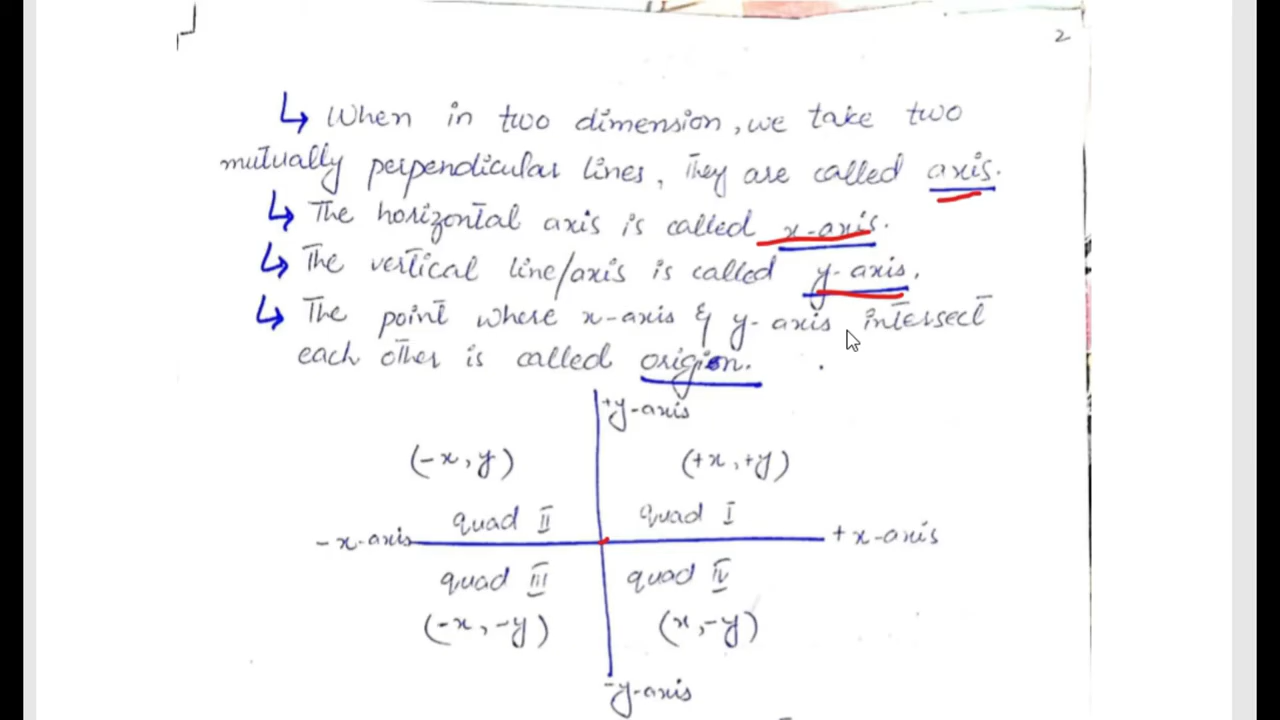 2
↳ When in two dimension, we take two
mutually perpendicular lines, They are called axis.
↳ The horizontal axis is called x-axis.
↳ The vertical line/axis is called y-axis.
↳ The point where x-axis & y-axis intersect
each other is called origion.
+y-axis
(-x, y) (+x, +y)
quad II quad I
-x-axis +x-axis
quad III quad IV
(-x, -y) (x, -y)
-y-axis